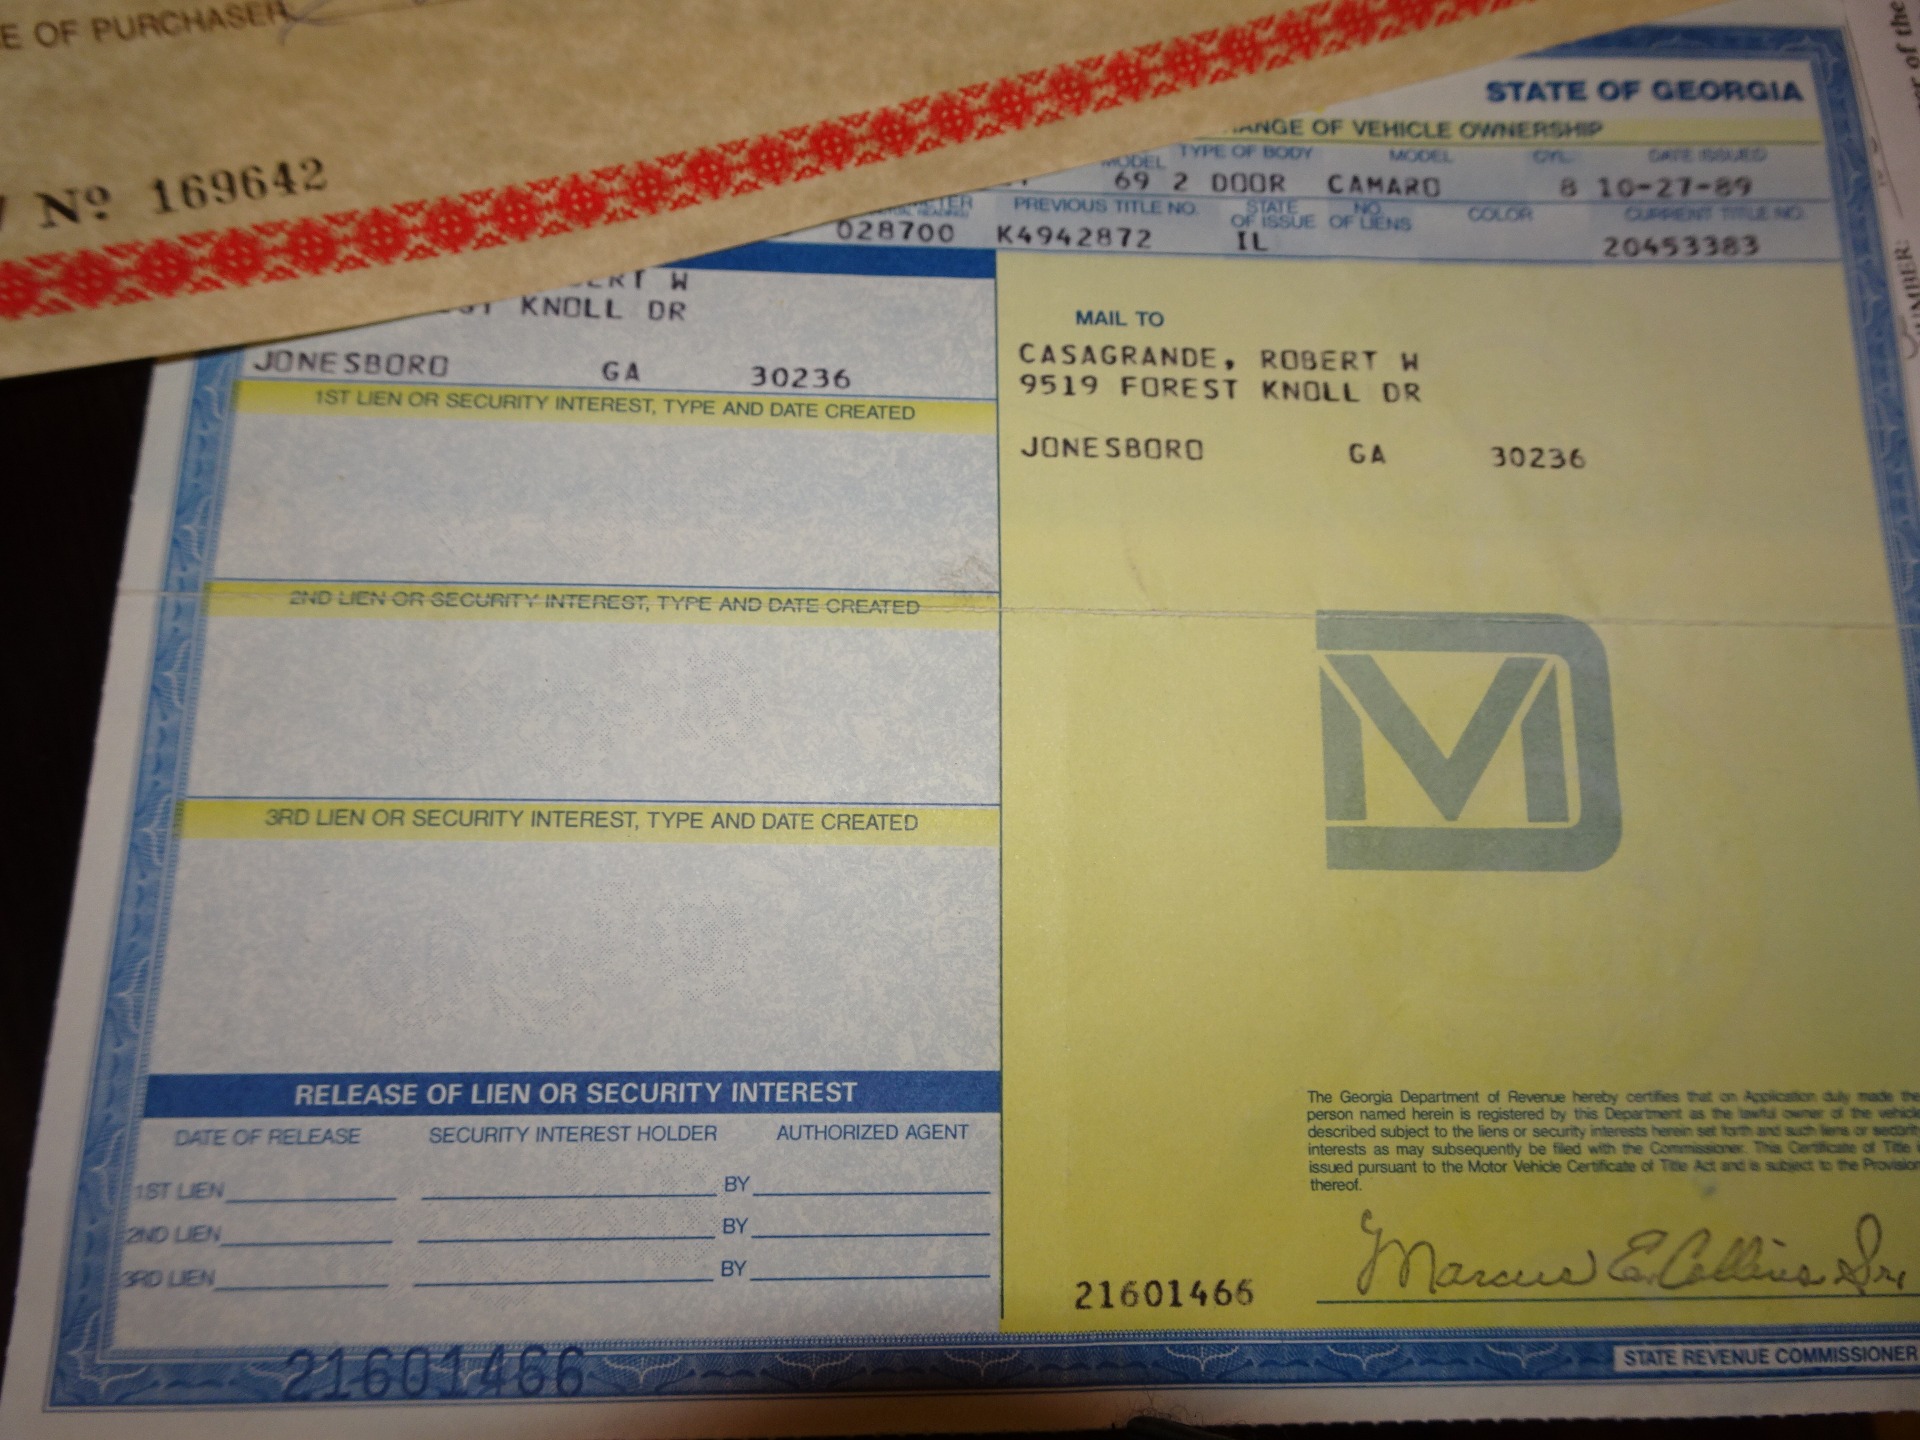 E OF PURCHASER
Nº 169642
STATE OF GEORGIA
ANGE OF VEHICLE OWNERSHIP
MODEL TYPE OF BODY MODEL CYL. DATE ISSUED
69 2 DOOR CAMARO 8 10-27-89
PREVIOUS TITLE NO. STATE OF ISSUE NO. OF LIENS COLOR CURRENT TITLE NO.
028700 K4942872 IL 20453383
ERT W
KNOLL DR
JONESBORO GA 30236
MAIL TO
CASAGRANDE, ROBERT W
9519 FOREST KNOLL DR
JONESBORO GA 30236
1ST LIEN OR SECURITY INTEREST, TYPE AND DATE CREATED
2ND LIEN OR SECURITY INTEREST, TYPE AND DATE CREATED
3RD LIEN OR SECURITY INTEREST, TYPE AND DATE CREATED
RELEASE OF LIEN OR SECURITY INTEREST
DATE OF RELEASE SECURITY INTEREST HOLDER AUTHORIZED AGENT
1ST LIEN BY
2ND LIEN BY
3RD LIEN BY
21601466
DM
The Georgia Department of Revenue hereby certifies that on Application duly made the
person named herein is registered by this Department as the lawful owner of the vehicle
described subject to the liens or security interests herein set forth and such liens or security
interests as may subsequently be filed with the Commissioner. This Certificate of Title i
issued pursuant to the Motor Vehicle Certificate of Title Act and is subject to the Provision
thereof.
21601466
Marcus E. Collins Sr.
STATE REVENUE COMMISSIONER
er of the